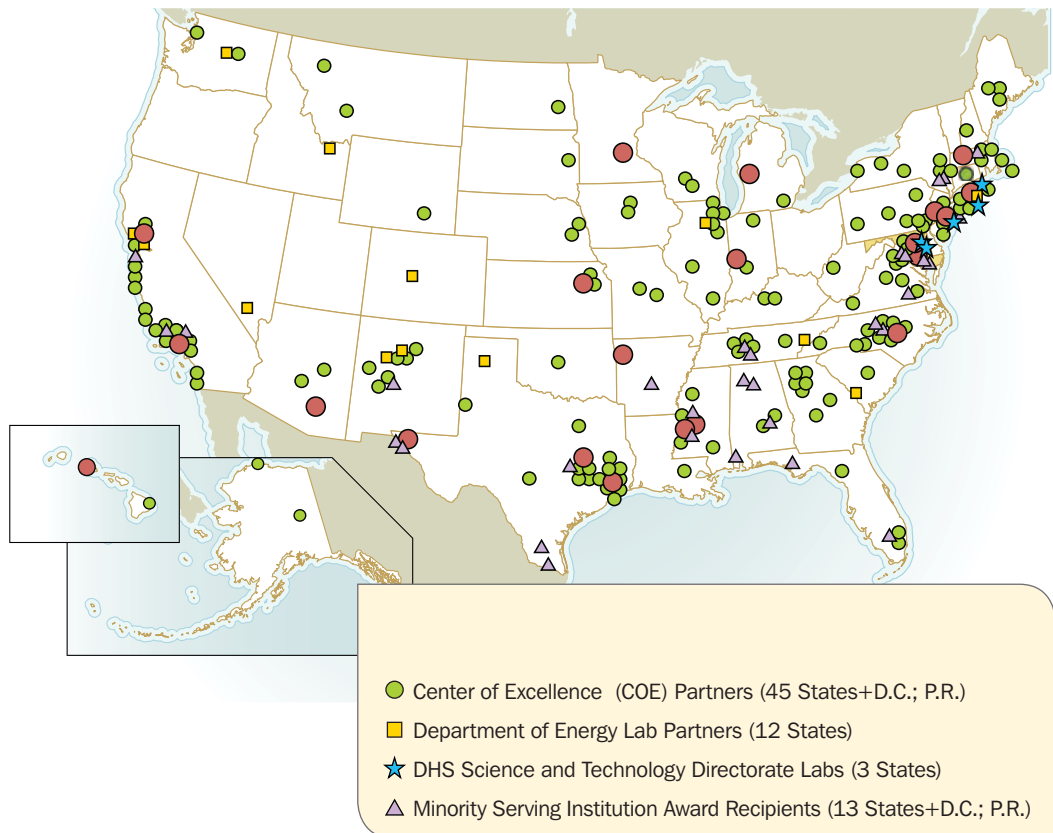 Center of Excellence (COE) Partners (45 States+D.C.; P.R.)
Department of Energy Lab Partners (12 States)
DHS Science and Technology Directorate Labs (3 States)
Minority Serving Institution Award Recipients (13 States+D.C.; P.R.)